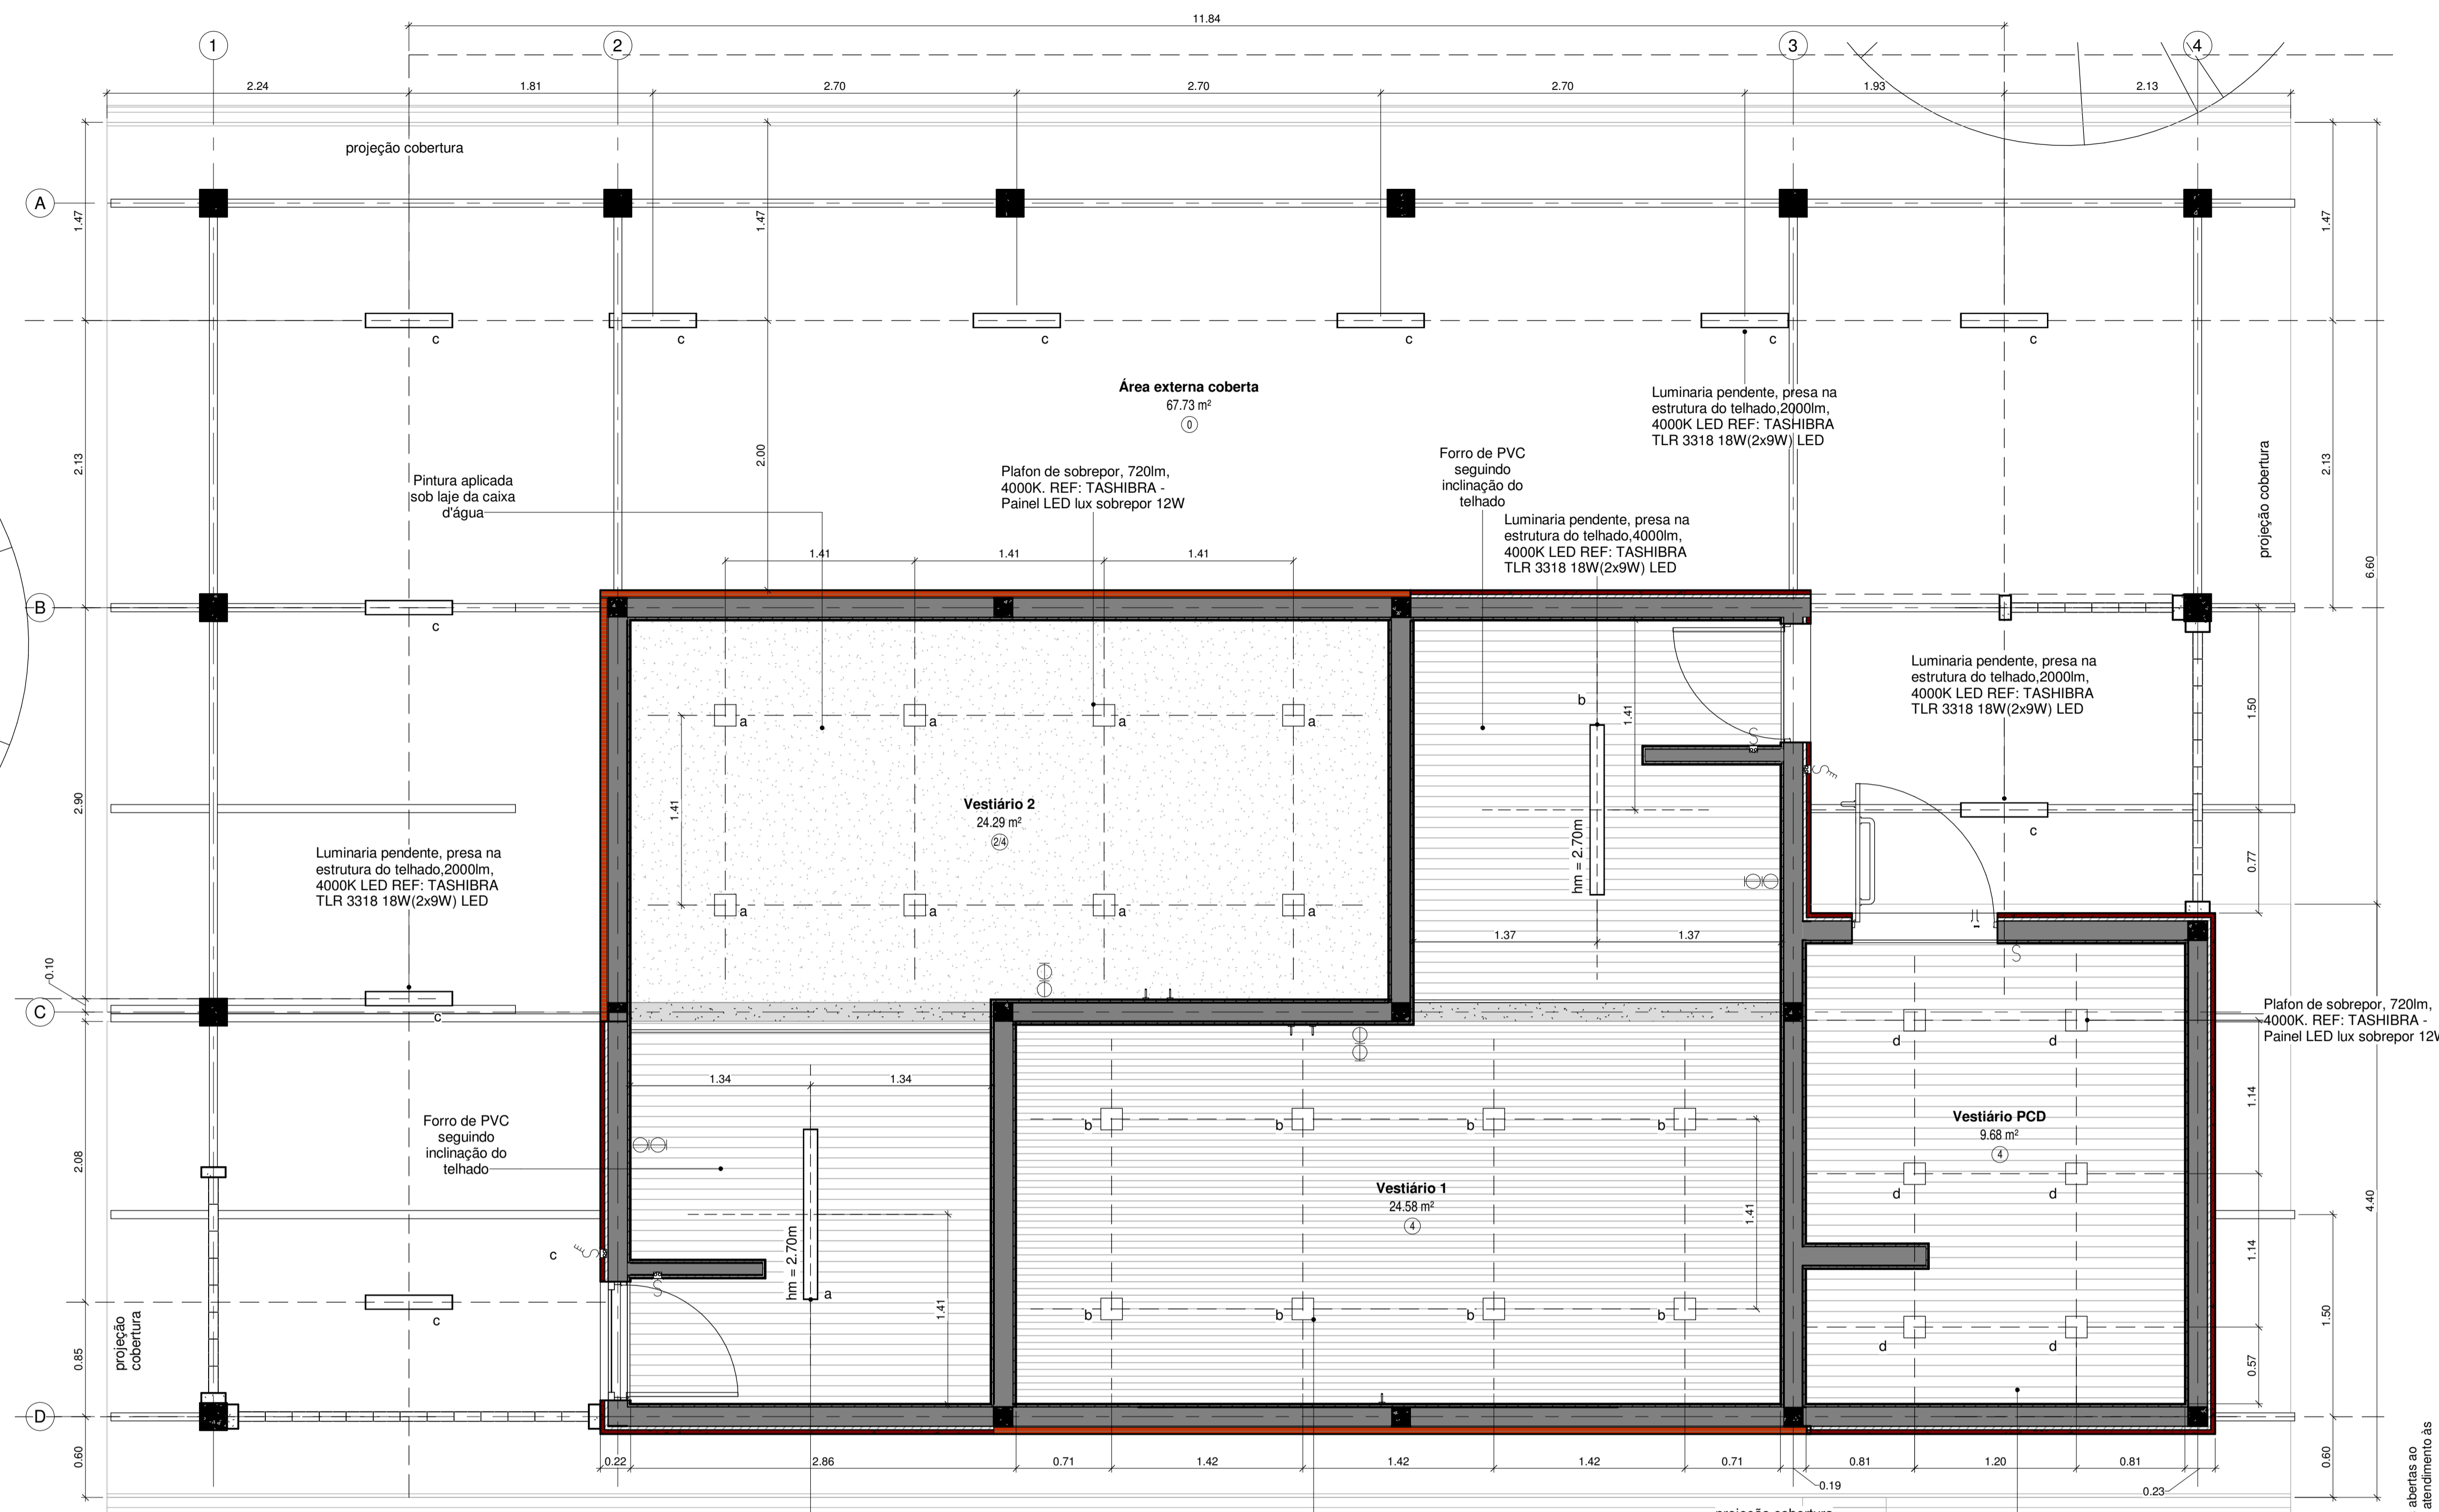 11.84
1
2
3
4
2.24
1.81
2.70
2.70
2.70
1.93
2.13
projeção cobertura
A
1.47
1.47
1.47
c
c
c
c
c
c
Área externa coberta
67.73 m²
0
Luminaria pendente, presa na
estrutura do telhado,2000lm,
4000K LED REF: TASHIBRA
TLR 3318 18W(2x9W) LED
2.13
2.00
2.13
projeção cobertura
6.60
Pintura aplicada
sob laje da caixa
d'água
Plafon de sobrepor, 720lm,
4000K. REF: TASHIBRA -
Painel LED lux sobrepor 12W
Forro de PVC
seguindo
inclinação do
telhado
Luminaria pendente, presa na
estrutura do telhado,4000lm,
4000K LED REF: TASHIBRA
TLR 3318 18W(2x9W) LED
1.41
1.41
1.41
B
c
Luminaria pendente, presa na
estrutura do telhado,2000lm,
4000K LED REF: TASHIBRA
TLR 3318 18W(2x9W) LED
1.50
a
a
a
a
b
1.41
S
S
2.90
1.41
Vestiário 2
24.29 m²
2/4
hm = 2.70m
c
0.77
Luminaria pendente, presa na
estrutura do telhado,2000lm,
4000K LED REF: TASHIBRA
TLR 3318 18W(2x9W) LED
a
a
a
a
1.37
1.37
S
0.10
C
c
Plafon de sobrepor, 720lm,
4000K. REF: TASHIBRA -
Painel LED lux sobrepor 12W
d
d
1.34
1.34
1.14
Forro de PVC
seguindo
inclinação do
telhado
b
b
b
b
Vestiário PCD
9.68 m²
4
2.08
Vestiário 1
24.58 m²
4
d
d
1.41
4.40
c
S
S
hm = 2.70m
a
1.41
1.14
b
b
b
b
c
projeção
cobertura
0.85
d
d
1.50
0.57
D
0.60
0.22
2.86
0.71
1.42
1.42
1.42
0.71
0.19
0.81
1.20
0.81
0.23
0.60
abertas ao
atendimento às
projeção cobertura